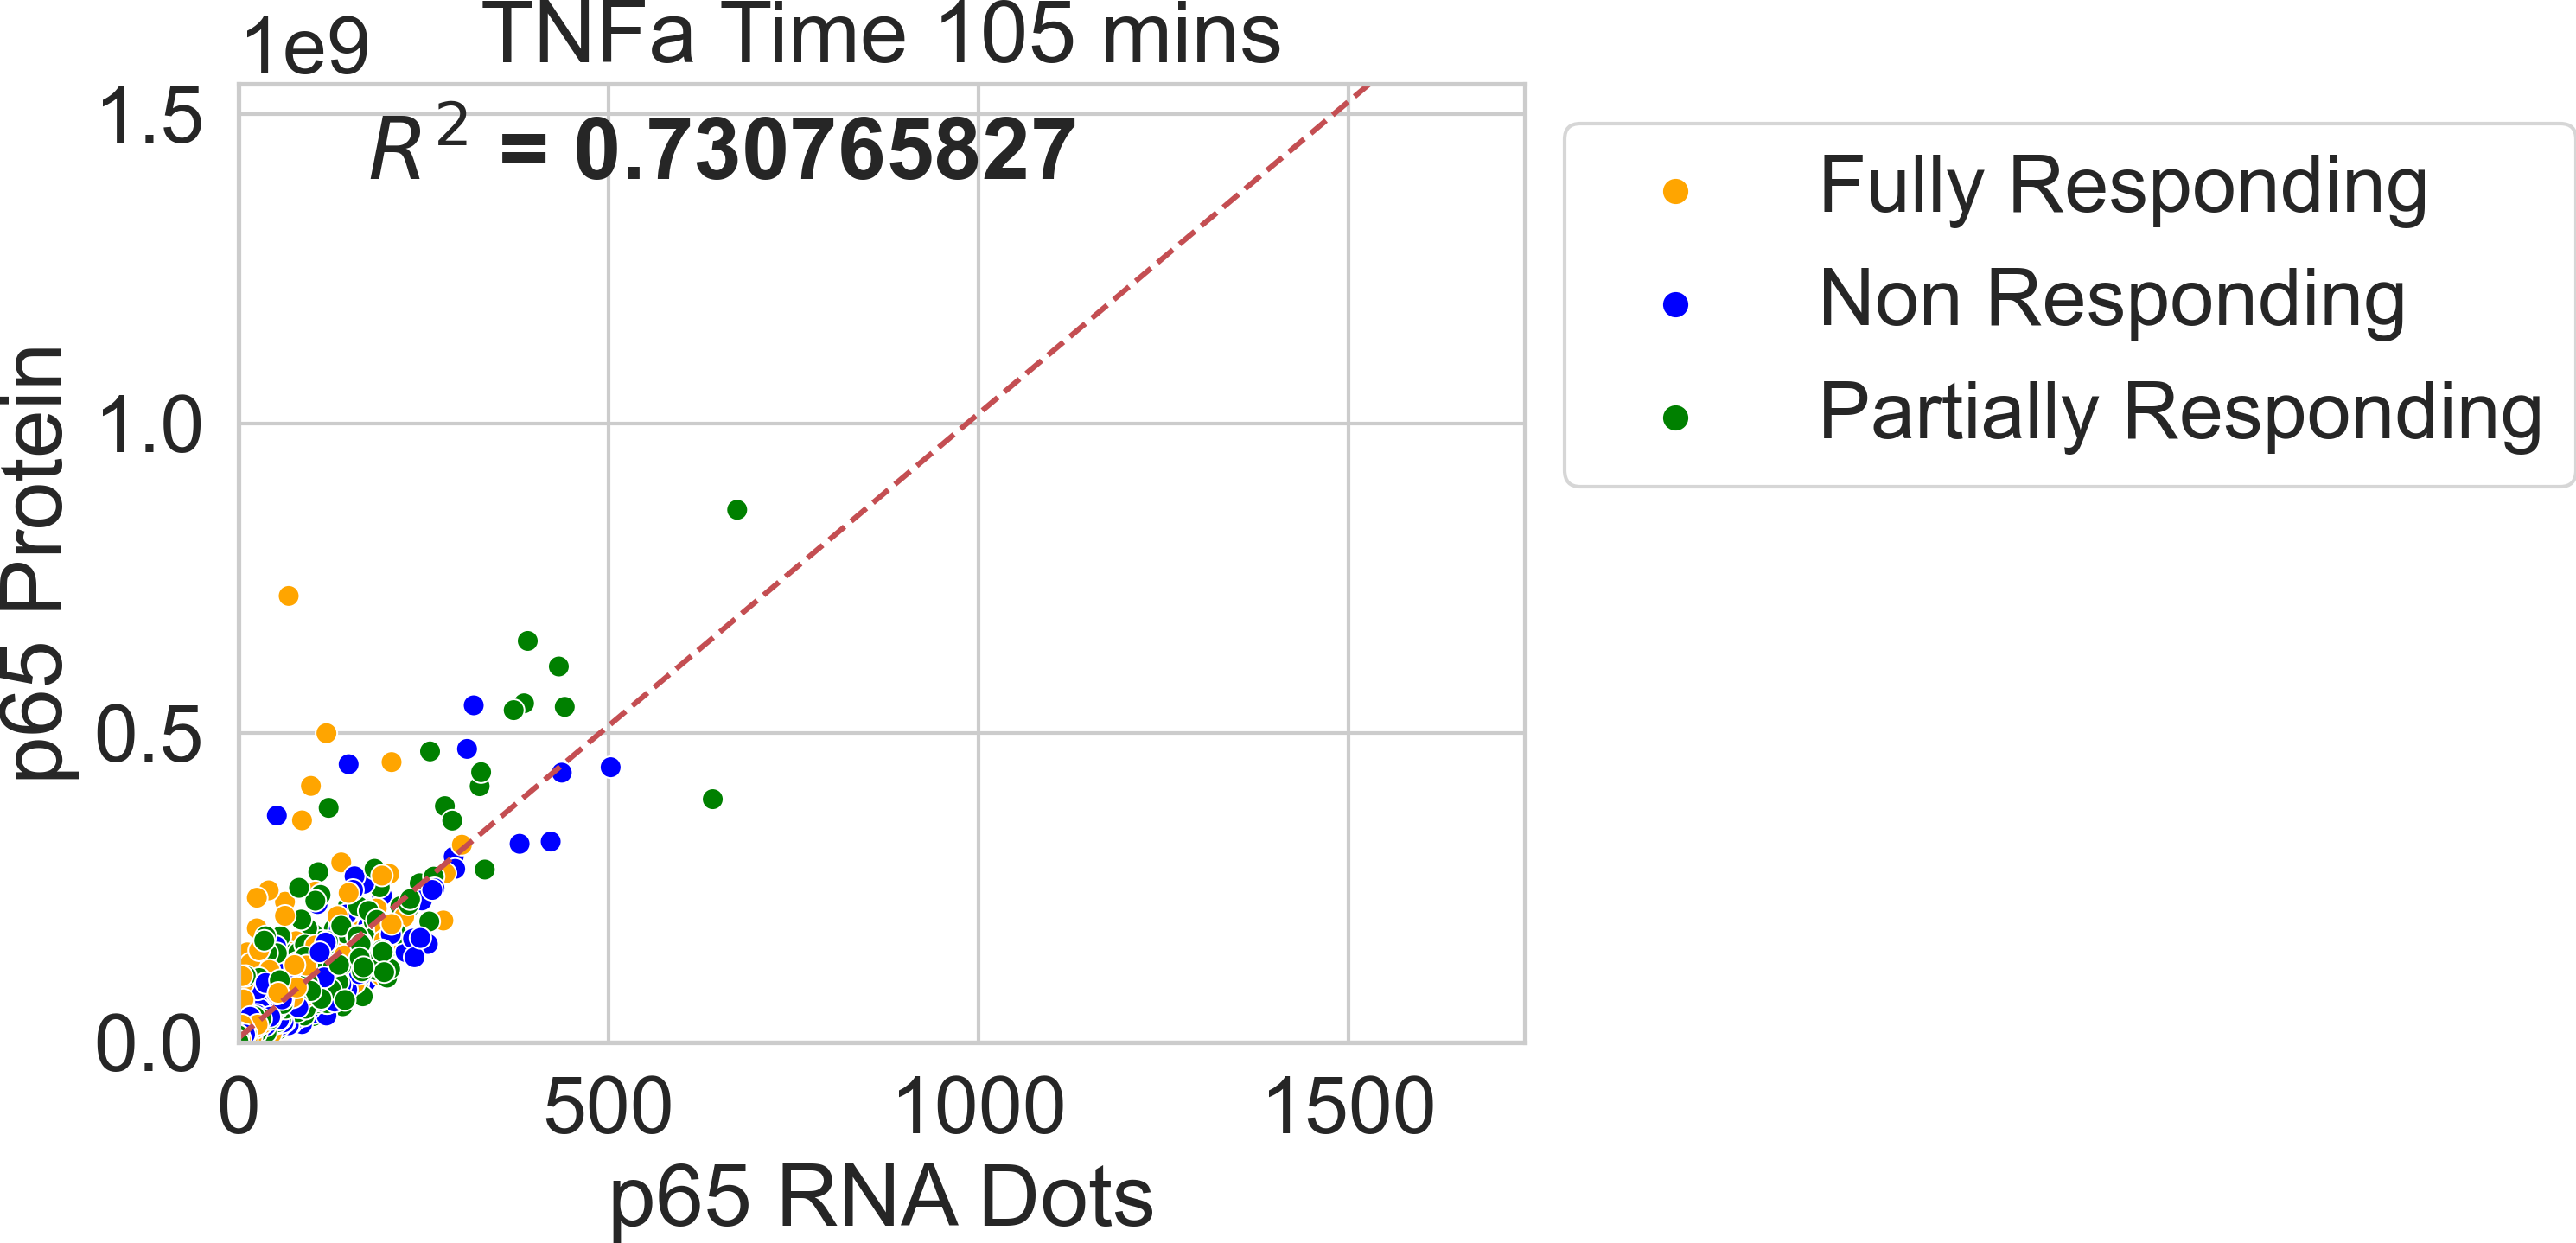 TNFa Time 105 mins
1e9
R² = 0.730765827
1.5
1.0
0.5
0.0
p65 Protein
0 500 1000 1500
p65 RNA Dots
Fully Responding
Non Responding
Partially Responding